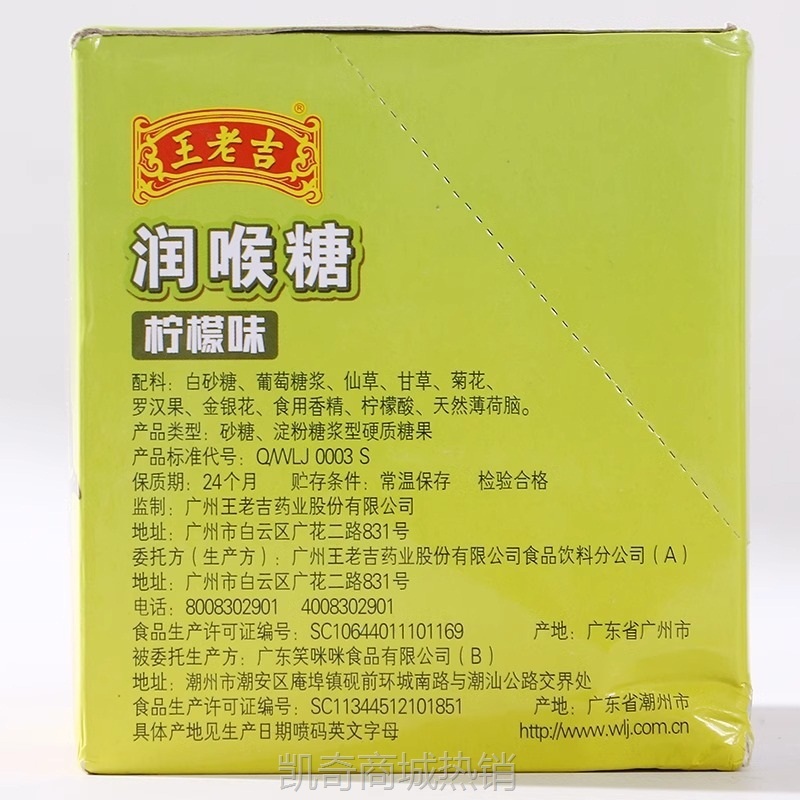 王老吉®
润喉糖
柠檬味
配料：白砂糖、葡萄糖浆、仙草、甘草、菊花、
罗汉果、金银花、食用香精、柠檬酸、天然薄荷脑。
产品类型：砂糖、淀粉糖浆型硬质糖果
产品标准代号：Q/WLJ 0003 S
保质期：24个月 贮存条件：常温保存 检验合格
监制：广州王老吉药业股份有限公司
地址：广州市白云区广花二路831号
委托方（生产方）：广州王老吉药业股份有限公司食品饮料分公司（A）
地址：广州市白云区广花二路831号
电话：8008302901 4008302901
食品生产许可证编号：SC10644011101169 产地：广东省广州市
被委托生产方：广东笑咪咪食品有限公司（B）
地址：潮州市潮安区庵埠镇砚前环城南路与潮汕公路交界处
食品生产许可证编号：SC11344512101851 产地：广东省潮州市
具体产地见生产日期喷码英文字母 http://www.wlj.com.cn
凯奇商城热销